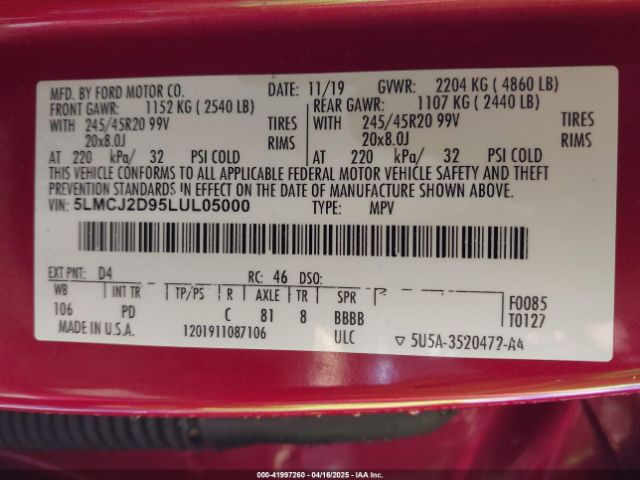 MFD. BY FORD MOTOR CO. DATE: 11/19 GVWR: 2204 KG ( 4860 LB)
FRONT GAWR: 1152 KG ( 2540 LB) REAR GAWR: 1107 KG ( 2440 LB)
WITH 245/45R20 99V TIRES WITH 245/45R20 99V TIRES
20x8.0J RIMS 20x8.0J RIMS
AT 220 kPa/ 32 PSI COLD AT 220 kPa/ 32 PSI COLD
THIS VEHICLE CONFORMS TO ALL APPLICABLE FEDERAL MOTOR VEHICLE SAFETY AND THEFT
PREVENTION STANDARDS IN EFFECT ON THE DATE OF MANUFACTURE SHOWN ABOVE.
VIN: 5LMCJ2D95LUL05000 TYPE: MPV
EXT PNT: D4 RC: 46 DSO:
WB INT TR TP/PS R AXLE TR SPR F0085
106 PD C 81 8 BBBB T0127
MADE IN U.S.A. 1201911087106 ULC 5U5A-3520472-AA
000-41997260 - 04/16/2025 - IAAI, Inc.